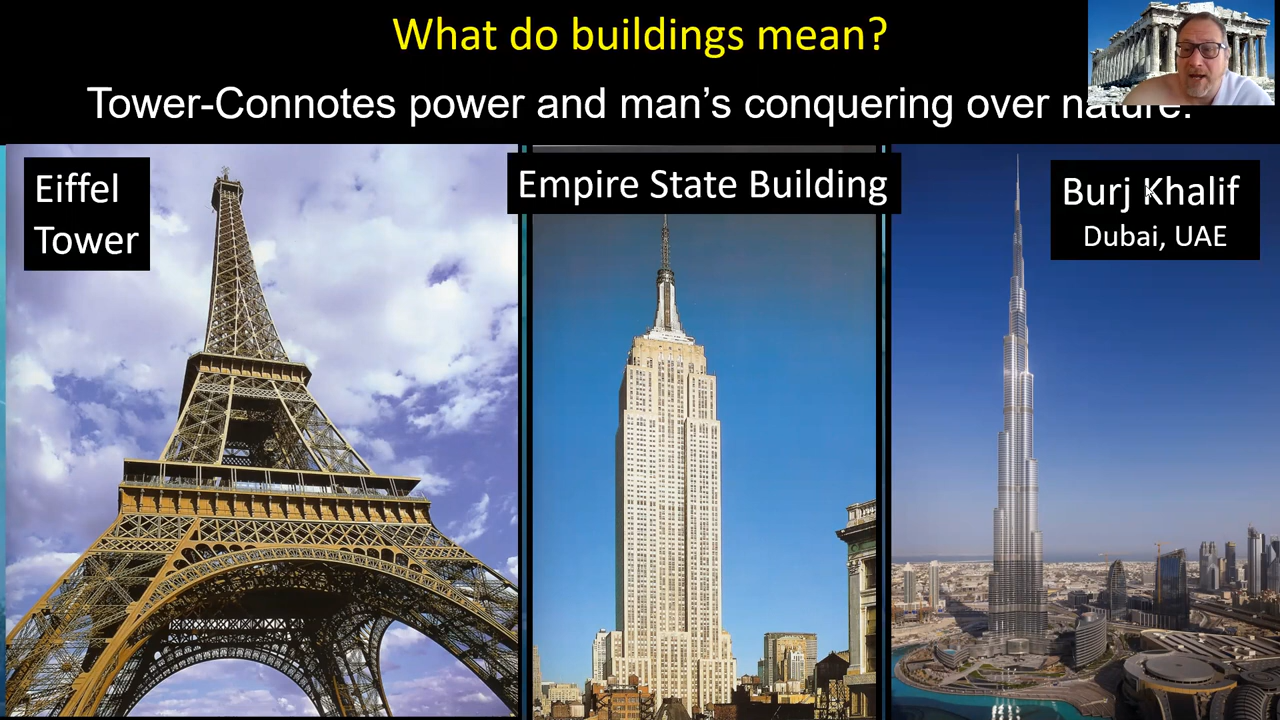 What do buildings mean?
Tower-Connotes power and man's conquering over nature.
Eiffel
Tower
Empire State Building
Burj Khalif
Dubai, UAE